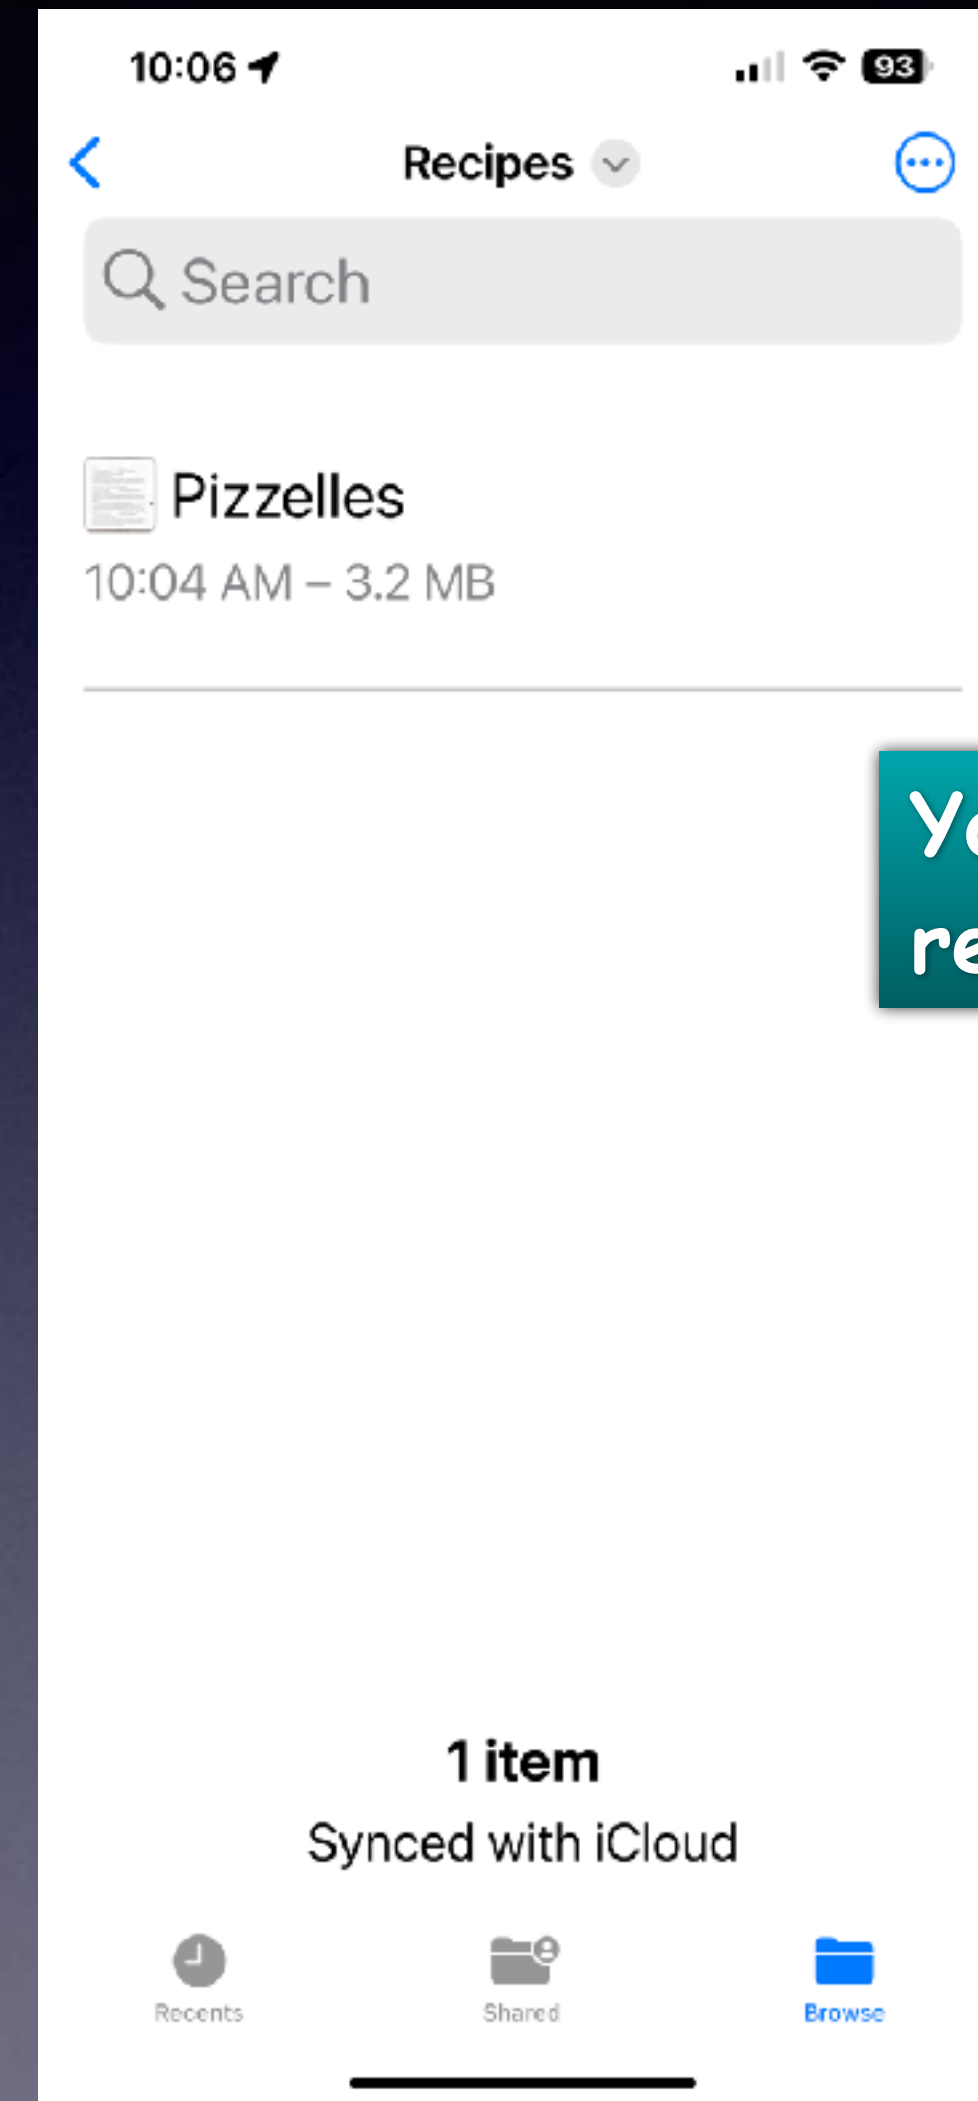 10:06
93
Recipes
Search
Pizzelles
10:04 AM – 3.2 MB
1 item
Synced with iCloud
Recents
Shared
Browse